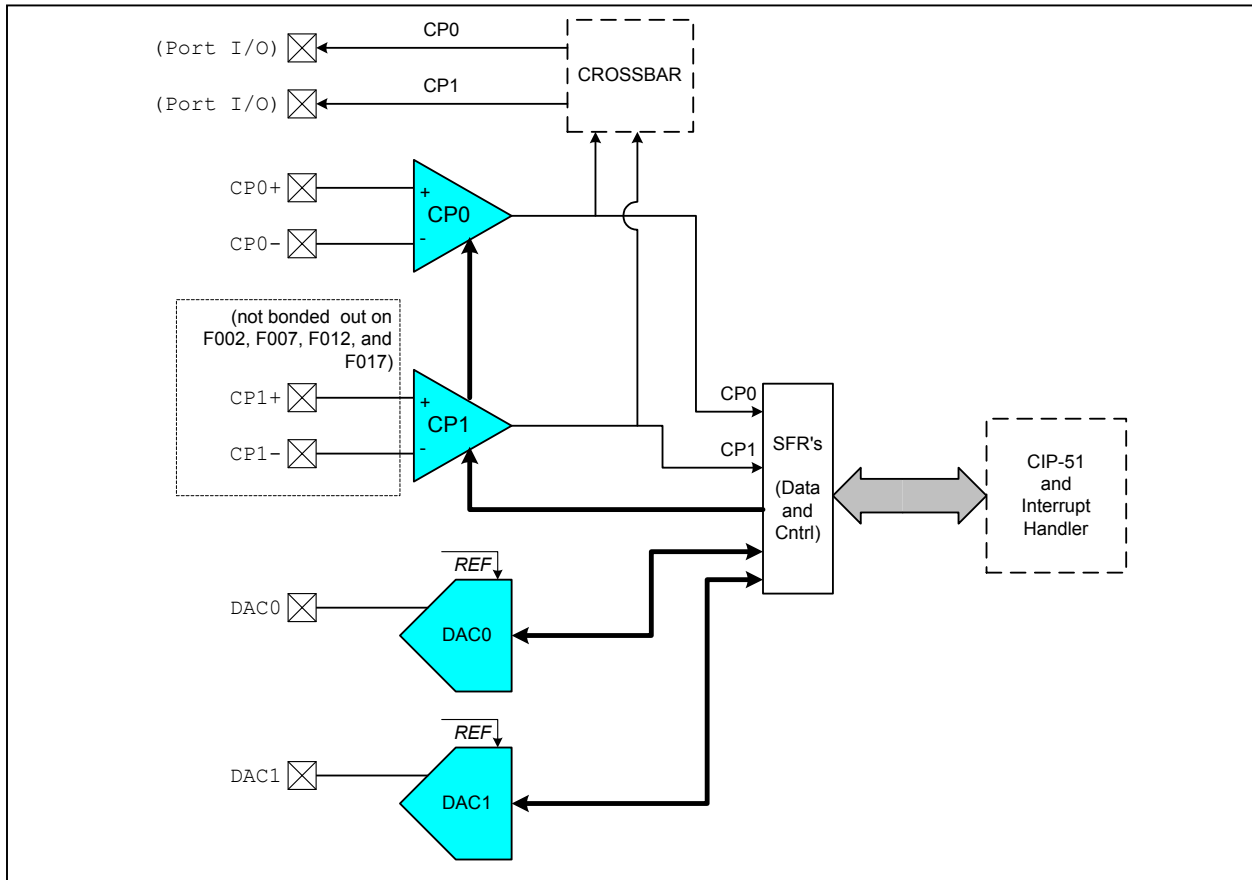 (Port I/O)
CP0
CROSSBAR
(Port I/O)
CP1
CP0+
+
CP0
CP0-
-
(not bonded out on
F002, F007, F012, and
F017)
CP1+
+
CP1
CP1-
-
CP0
CP1
SFR's
(Data
and
Cntrl)
CIP-51
and
Interrupt
Handler
REF
DAC0
DAC0
REF
DAC1
DAC1